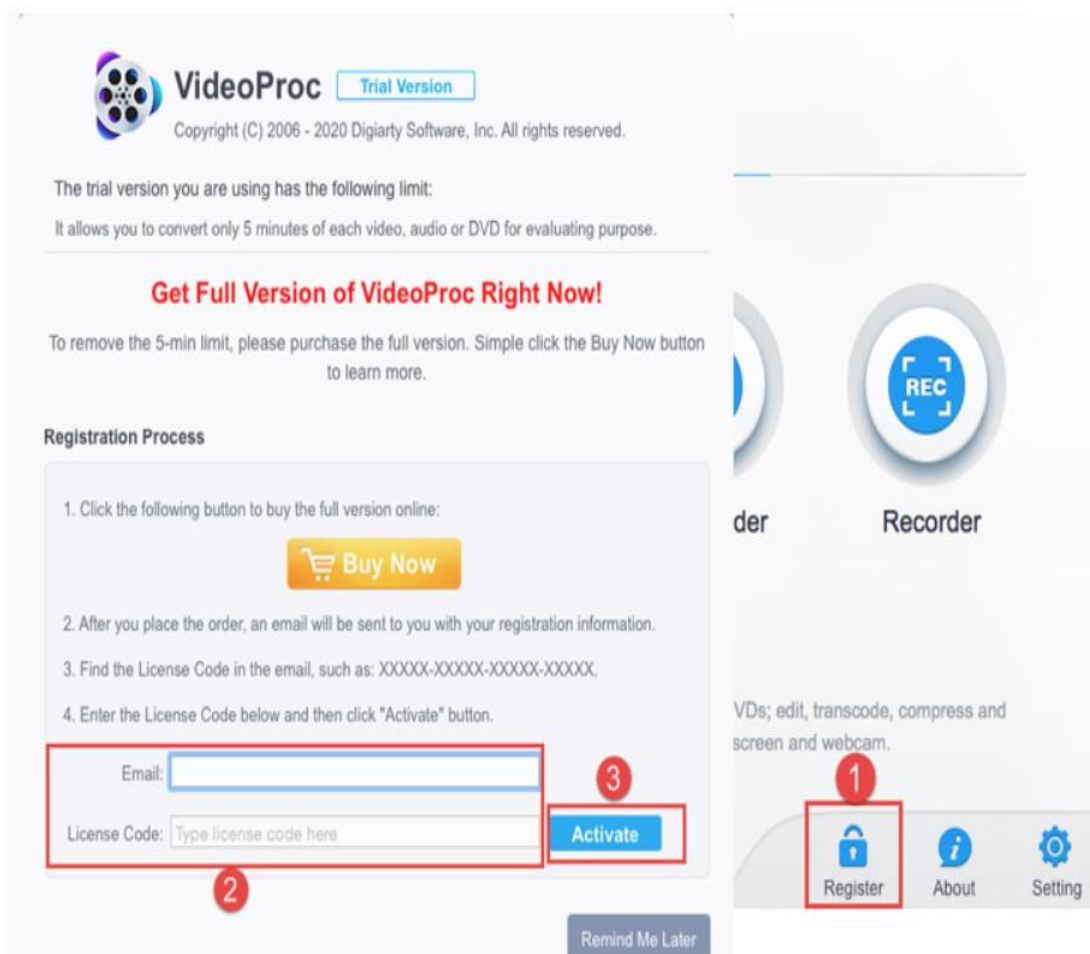 VideoProc Trial Version
Copyright (C) 2006 - 2020 Digiarty Software, Inc. All rights reserved.
The trial version you are using has the following limit:
It allows you to convert only 5 minutes of each video, audio or DVD for evaluating purpose.
Get Full Version of VideoProc Right Now!
To remove the 5-min limit, please purchase the full version. Simple click the Buy Now button
to learn more.
Registration Process
1. Click the following button to buy the full version online:
Buy Now
2. After you place the order, an email will be sent to you with your registration information.
3. Find the License Code in the email, such as: XXXXX-XXXXX-XXXXX-XXXXX.
4. Enter the License Code below and then click "Activate" button.
Email:
3
License Code: Type license code here Activate
2
Remind Me Later
REC
der Recorder
VDs; edit, transcode, compress and
screen and webcam.
1
Register About Setting